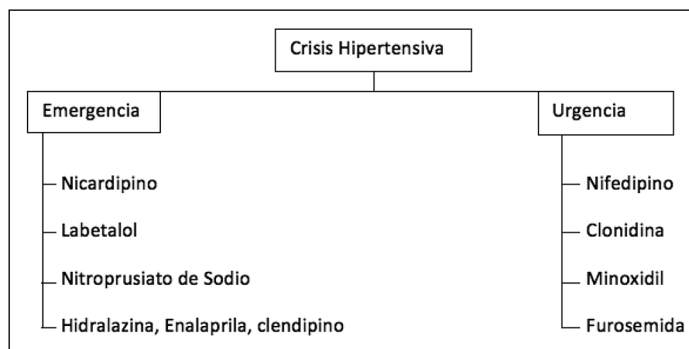 Crisis Hipertensiva
Emergencia
Urgencia
Nicardipino
Nifedipino
Labetalol
Clonidina
Nitroprusiato de Sodio
Minoxidil
Hidralazina, Enalaprila, clendipino
Furosemida